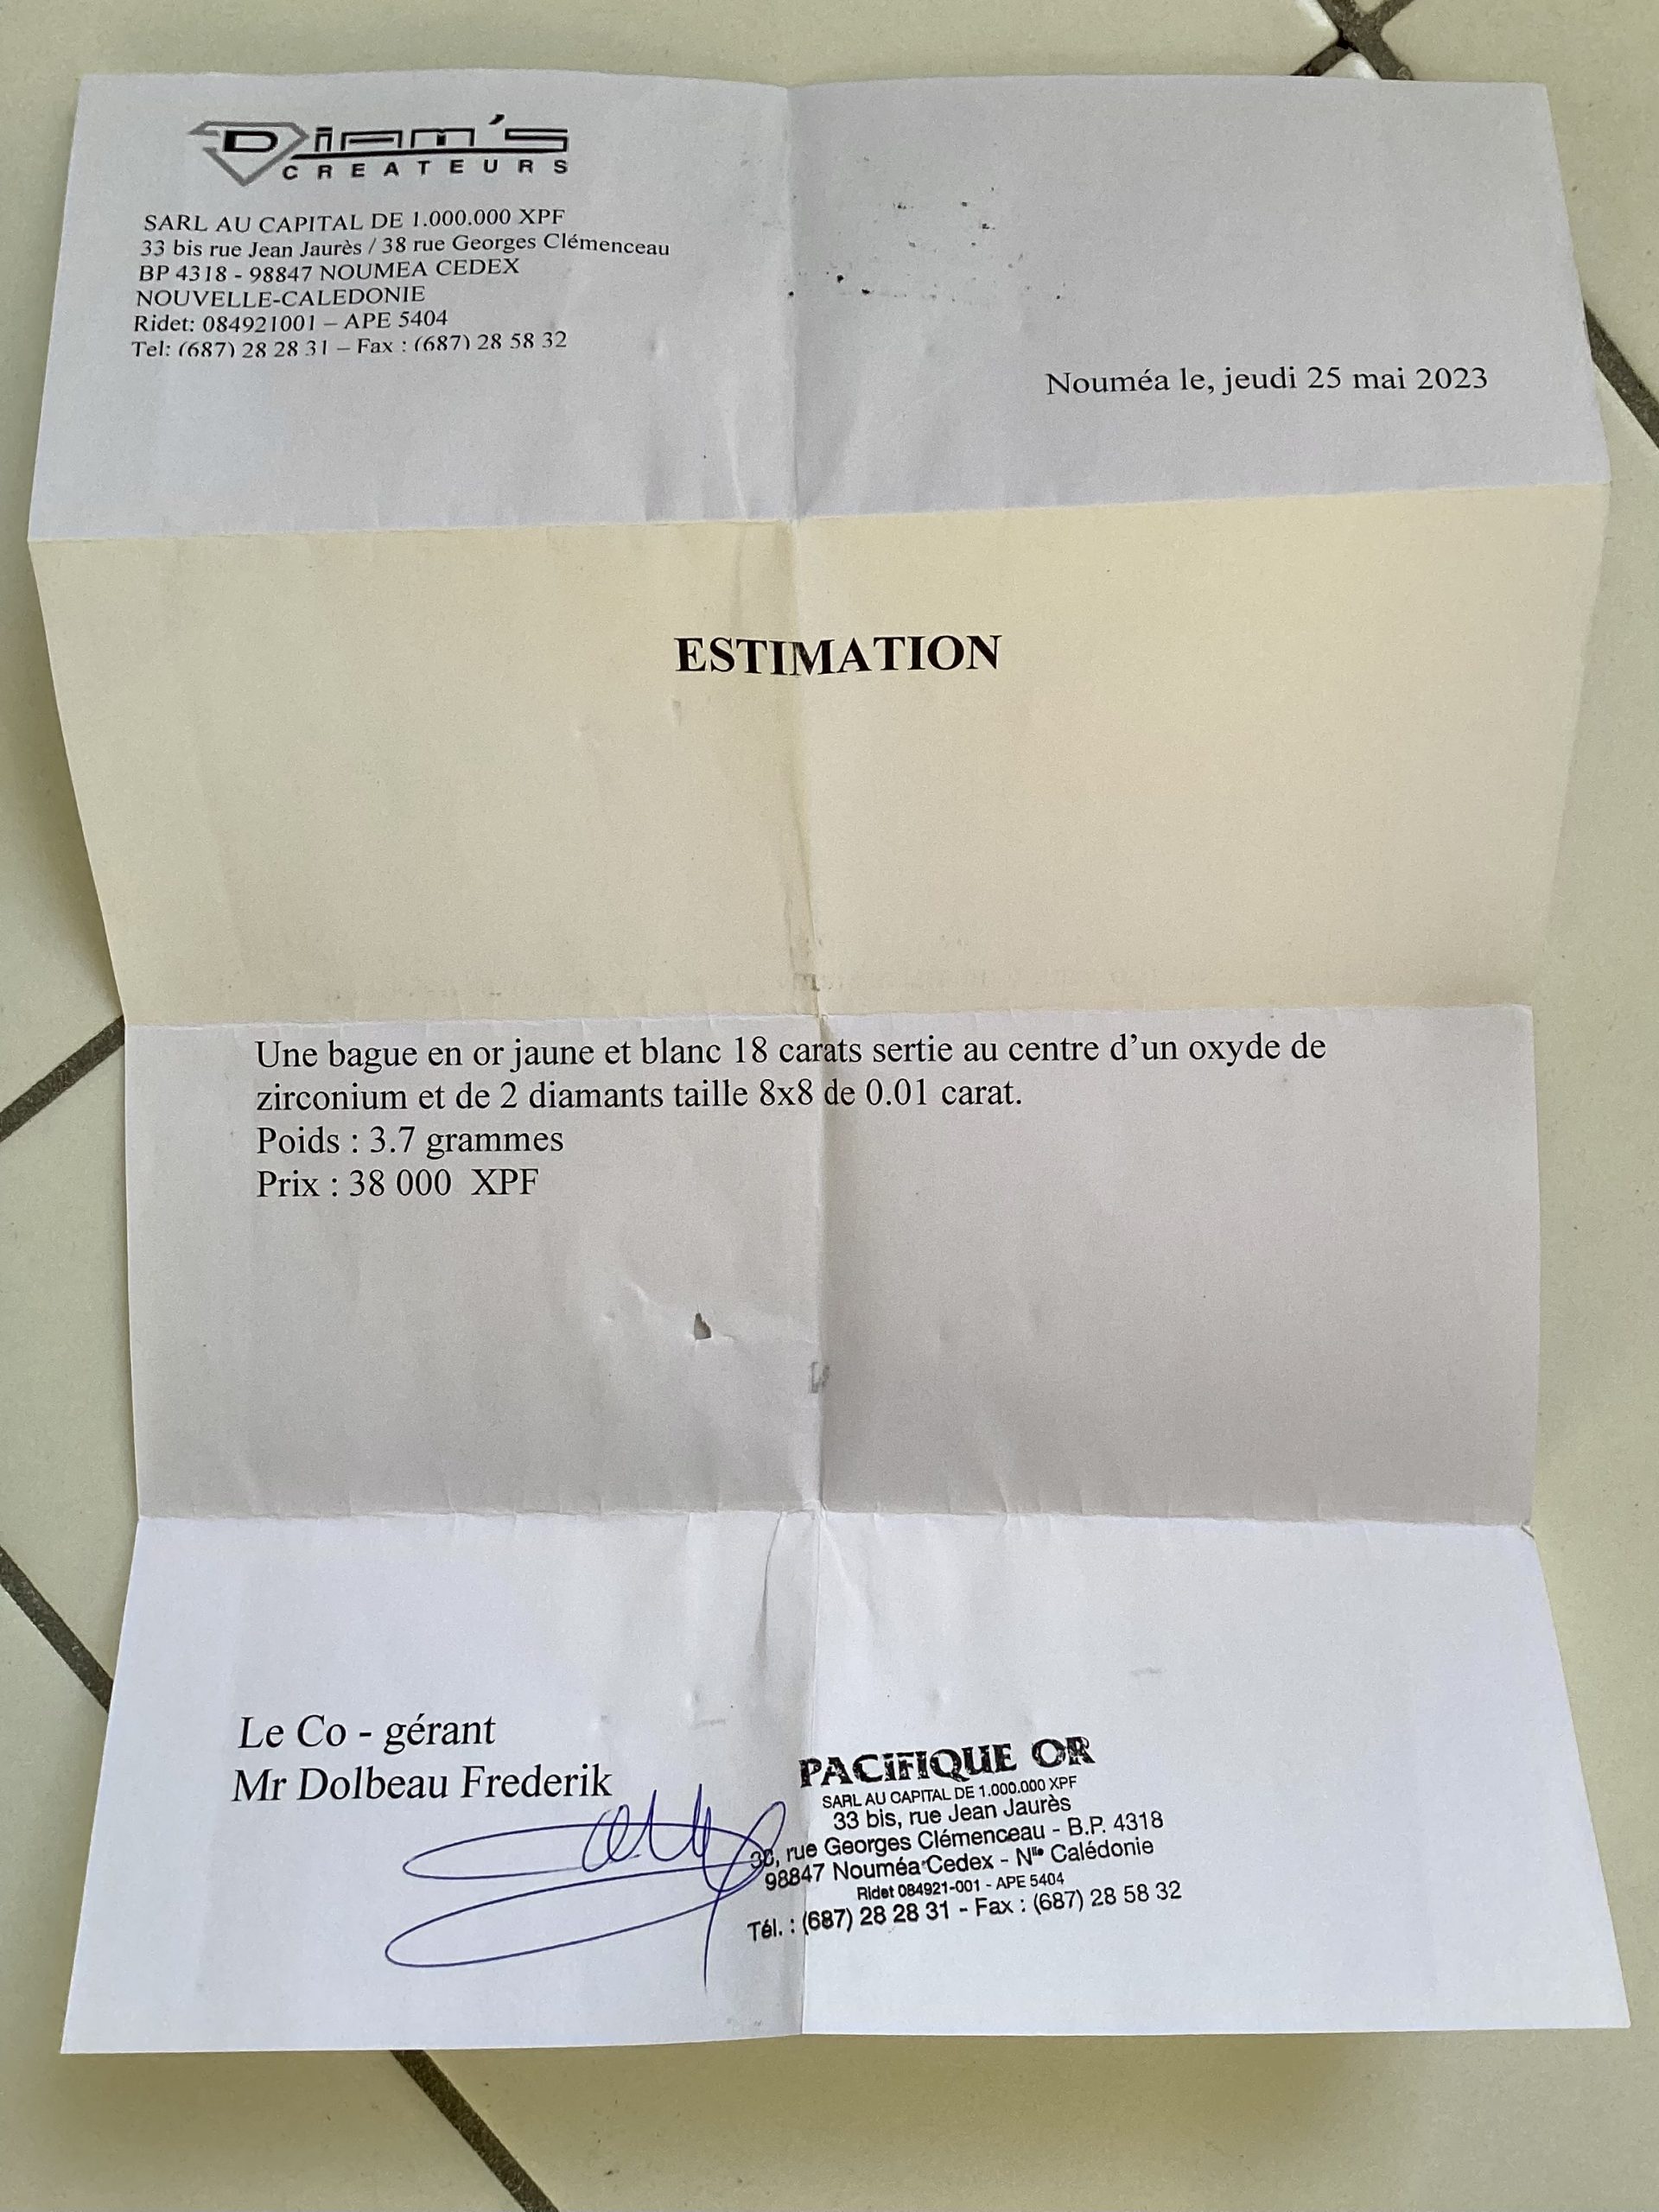 Diam's
CREATEURS
SARL AU CAPITAL DE 1.000.000 XPF
33 bis rue Jean Jaurès / 38 rue Georges Clémenceau
BP 4318 - 98847 NOUMEA CEDEX
NOUVELLE-CALEDONIE
Ridet: 084921001 – APE 5404
Tel: (687) 28 28 31 – Fax : (687) 28 58 32
Nouméa le, jeudi 25 mai 2023
ESTIMATION
Une bague en or jaune et blanc 18 carats sertie au centre d’un oxyde de
zirconium et de 2 diamants taille 8x8 de 0.01 carat.
Poids : 3.7 grammes
Prix : 38 000 XPF
Le Co - gérant
Mr Dolbeau Frederik
PACIFIQUE OR
SARL AU CAPITAL DE 1.000.000 XPF
33 bis, rue Jean Jaurès
rue Georges Clémenceau - B.P. 4318
98847 Nouméa Cedex - Nlle Calédonie
Ridet 084921-001 - APE 5404
Tél. : (687) 28 28 31 - Fax : (687) 28 58 32